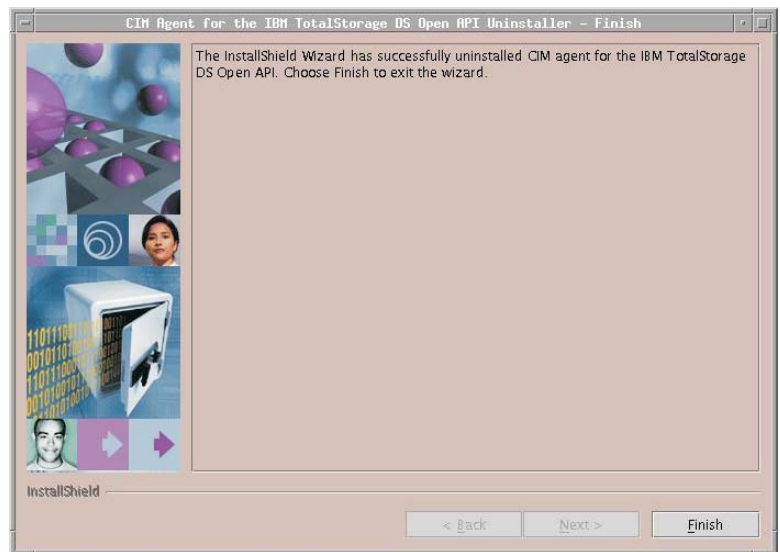 CIM Agent for the IBM TotalStorage DS Open API Uninstaller - Finish
The InstallShield Wizard has successfully uninstalled CIM agent for the IBM TotalStorage
DS Open API. Choose Finish to exit the wizard.
InstallShield
< Back Next > Finish